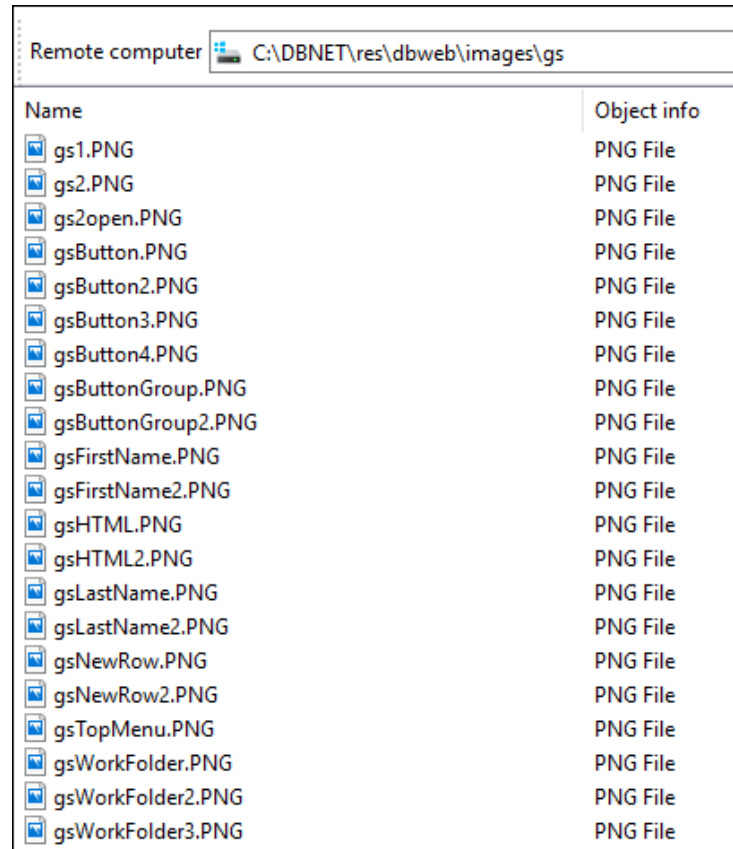 Remote computer C:\DBNET\res\dbweb\images\gs
Name Object info
gs1.PNG PNG File
gs2.PNG PNG File
gs2open.PNG PNG File
gsButton.PNG PNG File
gsButton2.PNG PNG File
gsButton3.PNG PNG File
gsButton4.PNG PNG File
gsButtonGroup.PNG PNG File
gsButtonGroup2.PNG PNG File
gsFirstName.PNG PNG File
gsFirstName2.PNG PNG File
gsHTML.PNG PNG File
gsHTML2.PNG PNG File
gsLastName.PNG PNG File
gsLastName2.PNG PNG File
gsNewRow.PNG PNG File
gsNewRow2.PNG PNG File
gsTopMenu.PNG PNG File
gsWorkFolder.PNG PNG File
gsWorkFolder2.PNG PNG File
gsWorkFolder3.PNG PNG File